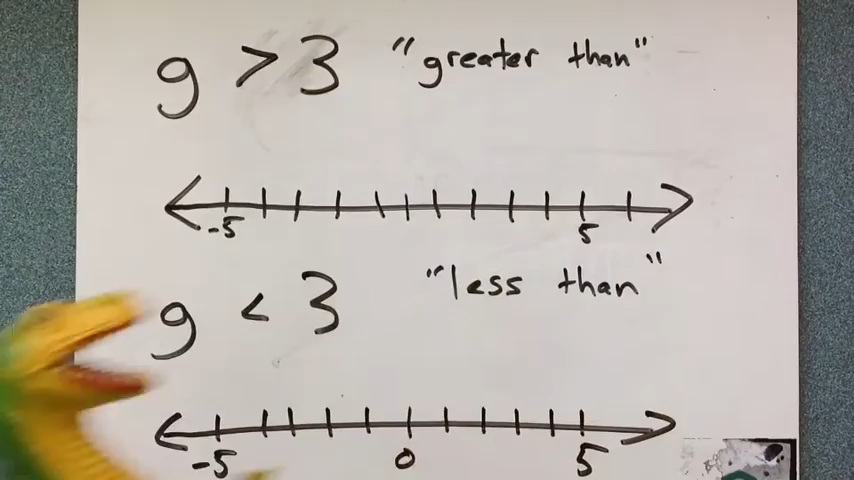 g > 3 "greater than"
-5 5
g < 3 "less than"
-5 0 5